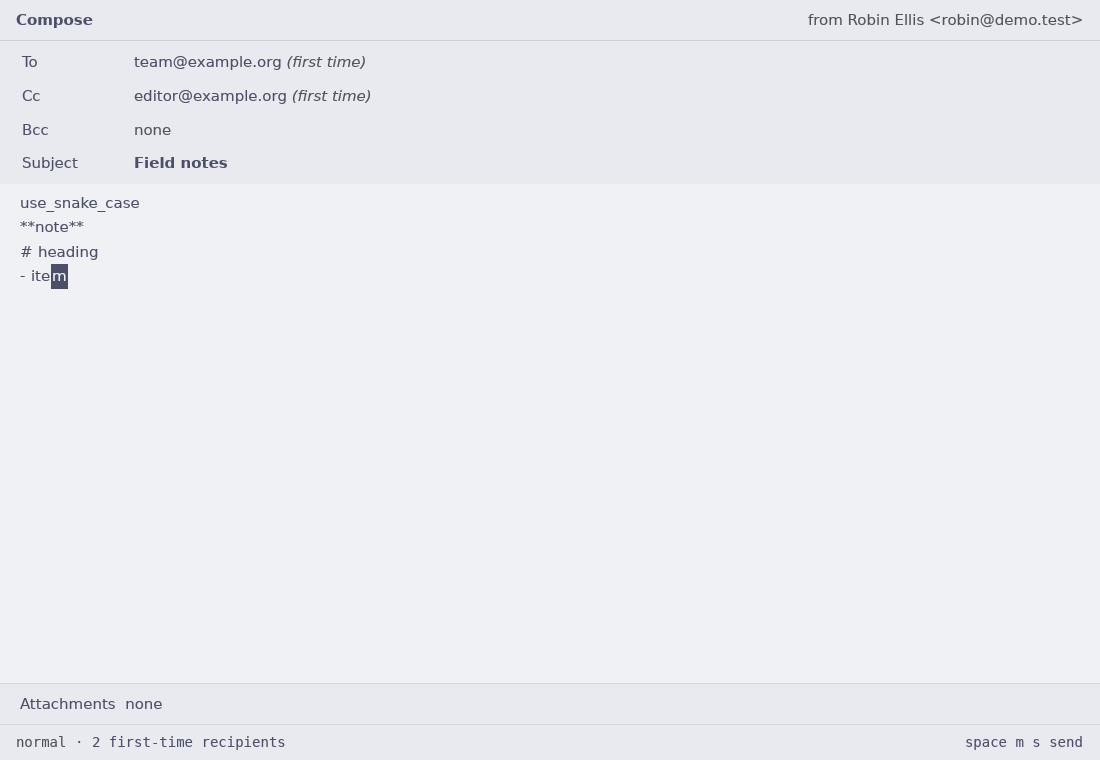 Compose from Robin Ellis <robin@demo.test>
To team@example.org (first time)
Cc editor@example.org (first time)
Bcc none
Subject Field notes
use_snake_case
**note**
# heading
- item
Attachments none
normal · 2 first-time recipients space m s send